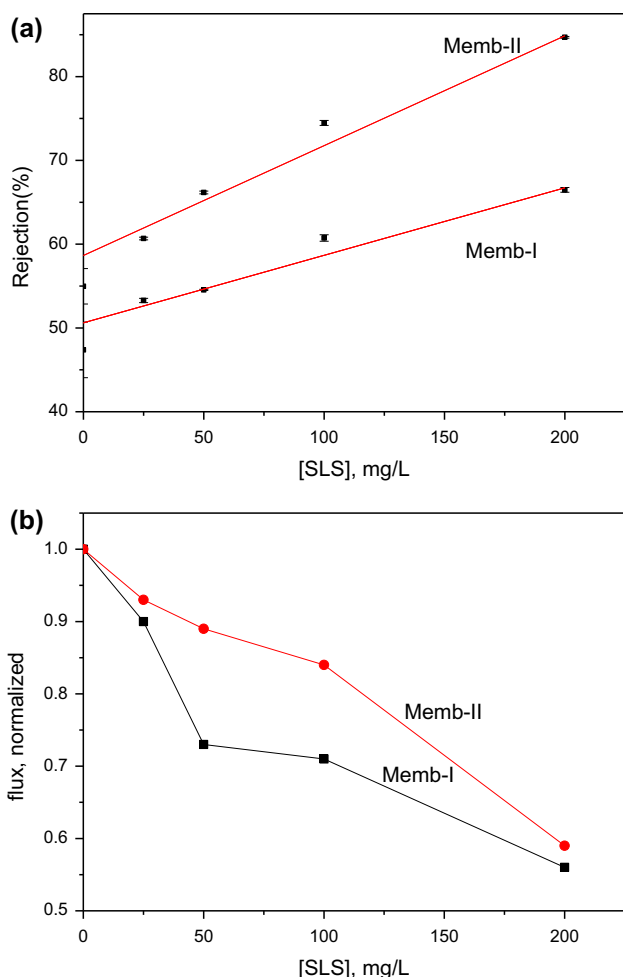 (a)
80
70
60
50
40
Rejection(%)
Memb-II
Memb-I
0 50 100 150 200
[SLS], mg/L
(b)
1.0
0.9
0.8
0.7
0.6
0.5
flux, normalized
Memb-II
Memb-I
0 50 100 150 200
[SLS], mg/L